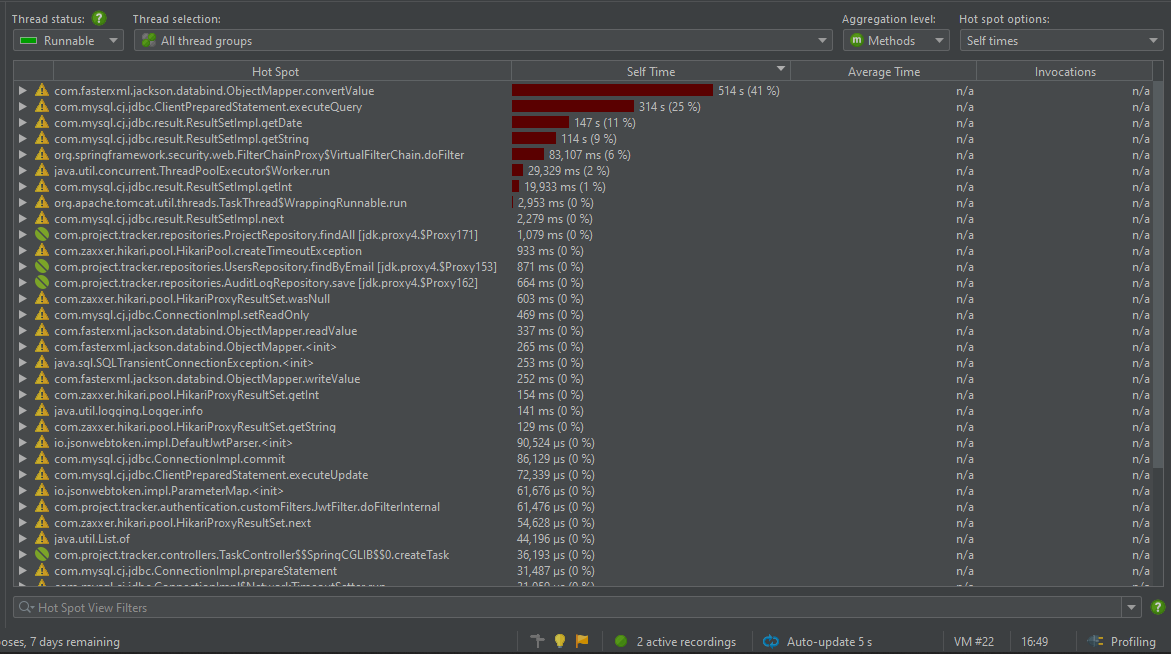 Thread status: ? Thread selection: Aggregation level: Hot spot options:
Runnable All thread groups m Methods Self times
Hot Spot Self Time Average Time Invocations
com.fasterxml.jackson.databind.ObjectMapper.convertValue 514 s (41 %) n/a n/a
com.mysql.cj.jdbc.ClientPreparedStatement.executeQuery 314 s (25 %) n/a n/a
com.mysql.cj.jdbc.result.ResultSetImpl.getDate 147 s (11 %) n/a n/a
com.mysql.cj.jdbc.result.ResultSetImpl.getString 114 s (9 %) n/a n/a
org.springframework.security.web.FilterChainProxy$VirtualFilterChain.doFilter 83,107 ms (6 %) n/a n/a
java.util.concurrent.ThreadPoolExecutor$Worker.run 29,329 ms (2 %) n/a n/a
com.mysql.cj.jdbc.result.ResultSetImpl.getInt 19,933 ms (1 %) n/a n/a
org.apache.tomcat.util.threads.TaskThread$WrappingRunnable.run 2,953 ms (0 %) n/a n/a
com.mysql.cj.jdbc.result.ResultSetImpl.next 2,279 ms (0 %) n/a n/a
com.project.tracker.repositories.ProjectRepository.findAll [jdk.proxy4.$Proxy171] 1,079 ms (0 %) n/a n/a
com.zaxxer.hikari.pool.HikariPool.createTimeoutException 933 ms (0 %) n/a n/a
com.project.tracker.repositories.UsersRepository.findByEmail [jdk.proxy4.$Proxy153] 871 ms (0 %) n/a n/a
com.project.tracker.repositories.AuditLogRepository.save [jdk.proxy4.$Proxy162] 664 ms (0 %) n/a n/a
com.zaxxer.hikari.pool.HikariProxyResultSet.wasNull 603 ms (0 %) n/a n/a
com.mysql.cj.jdbc.ConnectionImpl.setReadOnly 469 ms (0 %) n/a n/a
com.fasterxml.jackson.databind.ObjectMapper.readValue 337 ms (0 %) n/a n/a
com.fasterxml.jackson.databind.ObjectMapper.<init> 265 ms (0 %) n/a n/a
java.sql.SQLTransientConnectionException.<init> 253 ms (0 %) n/a n/a
com.fasterxml.jackson.databind.ObjectMapper.writeValue 252 ms (0 %) n/a n/a
com.zaxxer.hikari.pool.HikariProxyResultSet.getInt 154 ms (0 %) n/a n/a
java.util.logging.Logger.info 141 ms (0 %) n/a n/a
com.zaxxer.hikari.pool.HikariProxyResultSet.getString 129 ms (0 %) n/a n/a
io.jsonwebtoken.impl.DefaultJwtParser.<init> 90,524 µs (0 %) n/a n/a
com.mysql.cj.jdbc.ConnectionImpl.commit 86,129 µs (0 %) n/a n/a
com.mysql.cj.jdbc.ClientPreparedStatement.executeUpdate 72,339 µs (0 %) n/a n/a
io.jsonwebtoken.impl.ParameterMap.<init> 61,676 µs (0 %) n/a n/a
com.project.tracker.authentication.customFilters.JwtFilter.doFilterInternal 61,476 µs (0 %) n/a n/a
com.zaxxer.hikari.pool.HikariProxyResultSet.next 54,628 µs (0 %) n/a n/a
java.util.List.of 44,196 µs (0 %) n/a n/a
com.project.tracker.controllers.TaskController$$SpringCGLIB$$0.createTask 36,193 µs (0 %) n/a n/a
com.mysql.cj.jdbc.ConnectionImpl.prepareStatement 31,487 µs (0 %) n/a n/a
Hot Spot View Filters ?
oses, 7 days remaining 2 active recordings Auto-update 5 s VM #22 16:49 Profiling